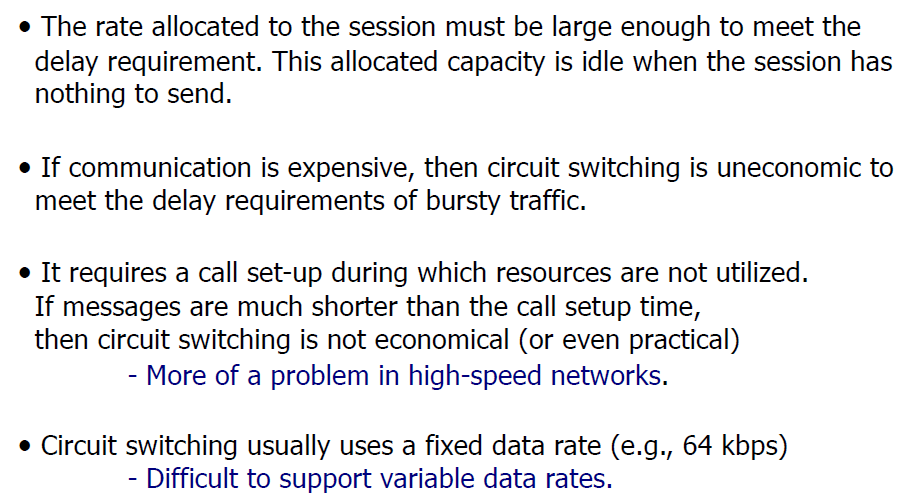 • The rate allocated to the session must be large enough to meet the
delay requirement. This allocated capacity is idle when the session has
nothing to send.
• If communication is expensive, then circuit switching is uneconomic to
meet the delay requirements of bursty traffic.
• It requires a call set-up during which resources are not utilized.
If messages are much shorter than the call setup time,
then circuit switching is not economical (or even practical)
- More of a problem in high-speed networks.
• Circuit switching usually uses a fixed data rate (e.g., 64 kbps)
- Difficult to support variable data rates.